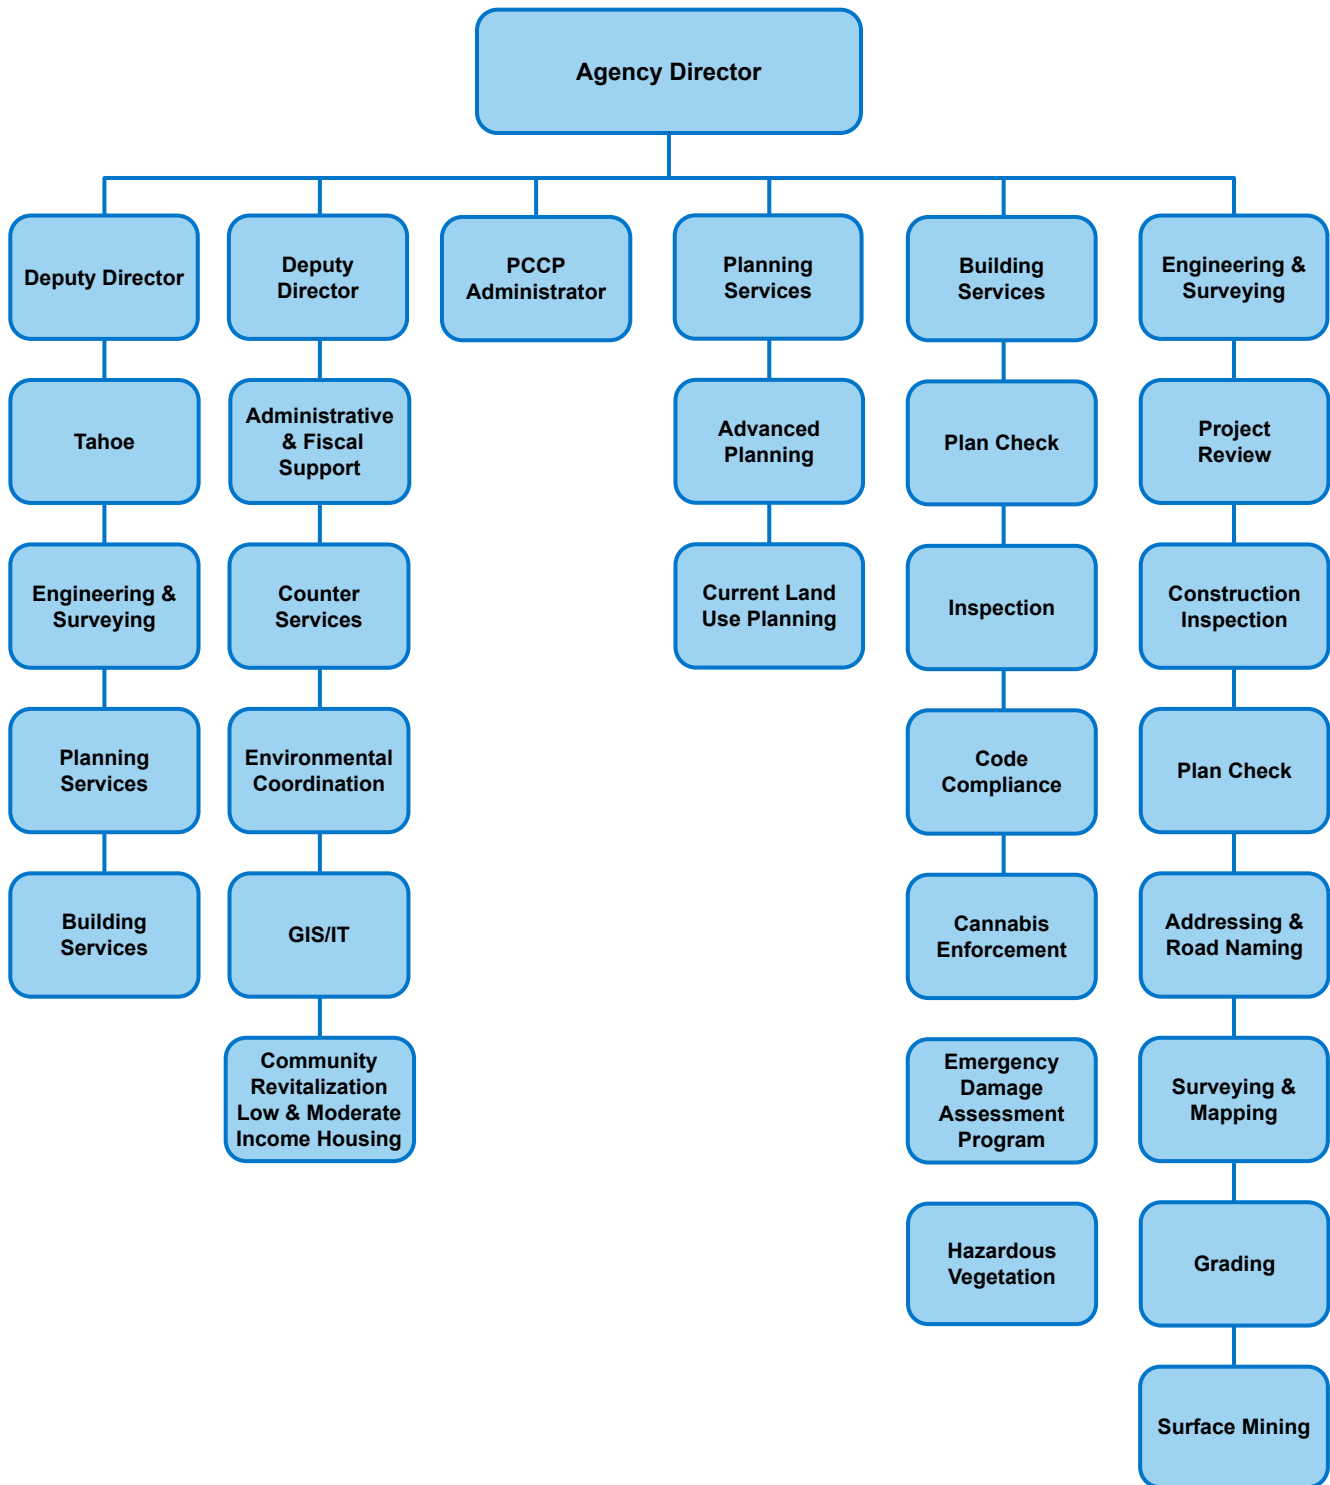 Agency Director
Deputy Director
Deputy
Director
PCCP
Administrator
Planning
Services
Building
Services
Engineering &
Surveying
Tahoe
Administrative
& Fiscal
Support
Advanced
Planning
Plan Check
Project
Review
Engineering &
Surveying
Counter
Services
Current Land
Use Planning
Inspection
Construction
Inspection
Planning
Services
Environmental
Coordination
Code
Compliance
Plan Check
Building
Services
GIS/IT
Cannabis
Enforcement
Addressing &
Road Naming
Community
Revitalization
Low & Moderate
Income Housing
Emergency
Damage
Assessment
Program
Surveying &
Mapping
Hazardous
Vegetation
Grading
Surface Mining